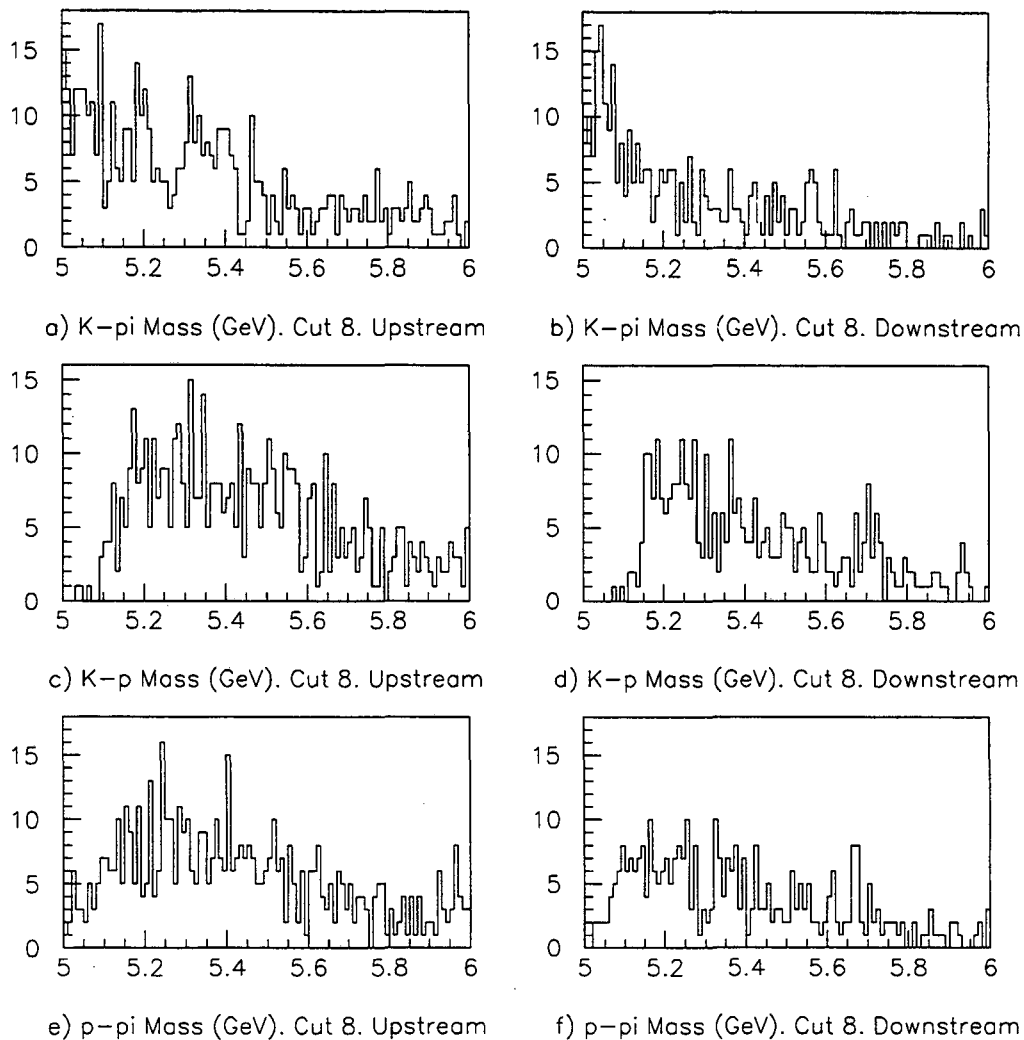 15
10
5
0
5 5.2 5.4 5.6 5.8 6
a) K-pi Mass (GeV). Cut 8. Upstream
15
10
5
0
5 5.2 5.4 5.6 5.8 6
b) K-pi Mass (GeV). Cut 8. Downstream
15
10
5
0
5 5.2 5.4 5.6 5.8 6
c) K-p Mass (GeV). Cut 8. Upstream
15
10
5
0
5 5.2 5.4 5.6 5.8 6
d) K-p Mass (GeV). Cut 8. Downstream
15
10
5
0
5 5.2 5.4 5.6 5.8 6
e) p-pi Mass (GeV). Cut 8. Upstream
15
10
5
0
5 5.2 5.4 5.6 5.8 6
f) p-pi Mass (GeV). Cut 8. Downstream